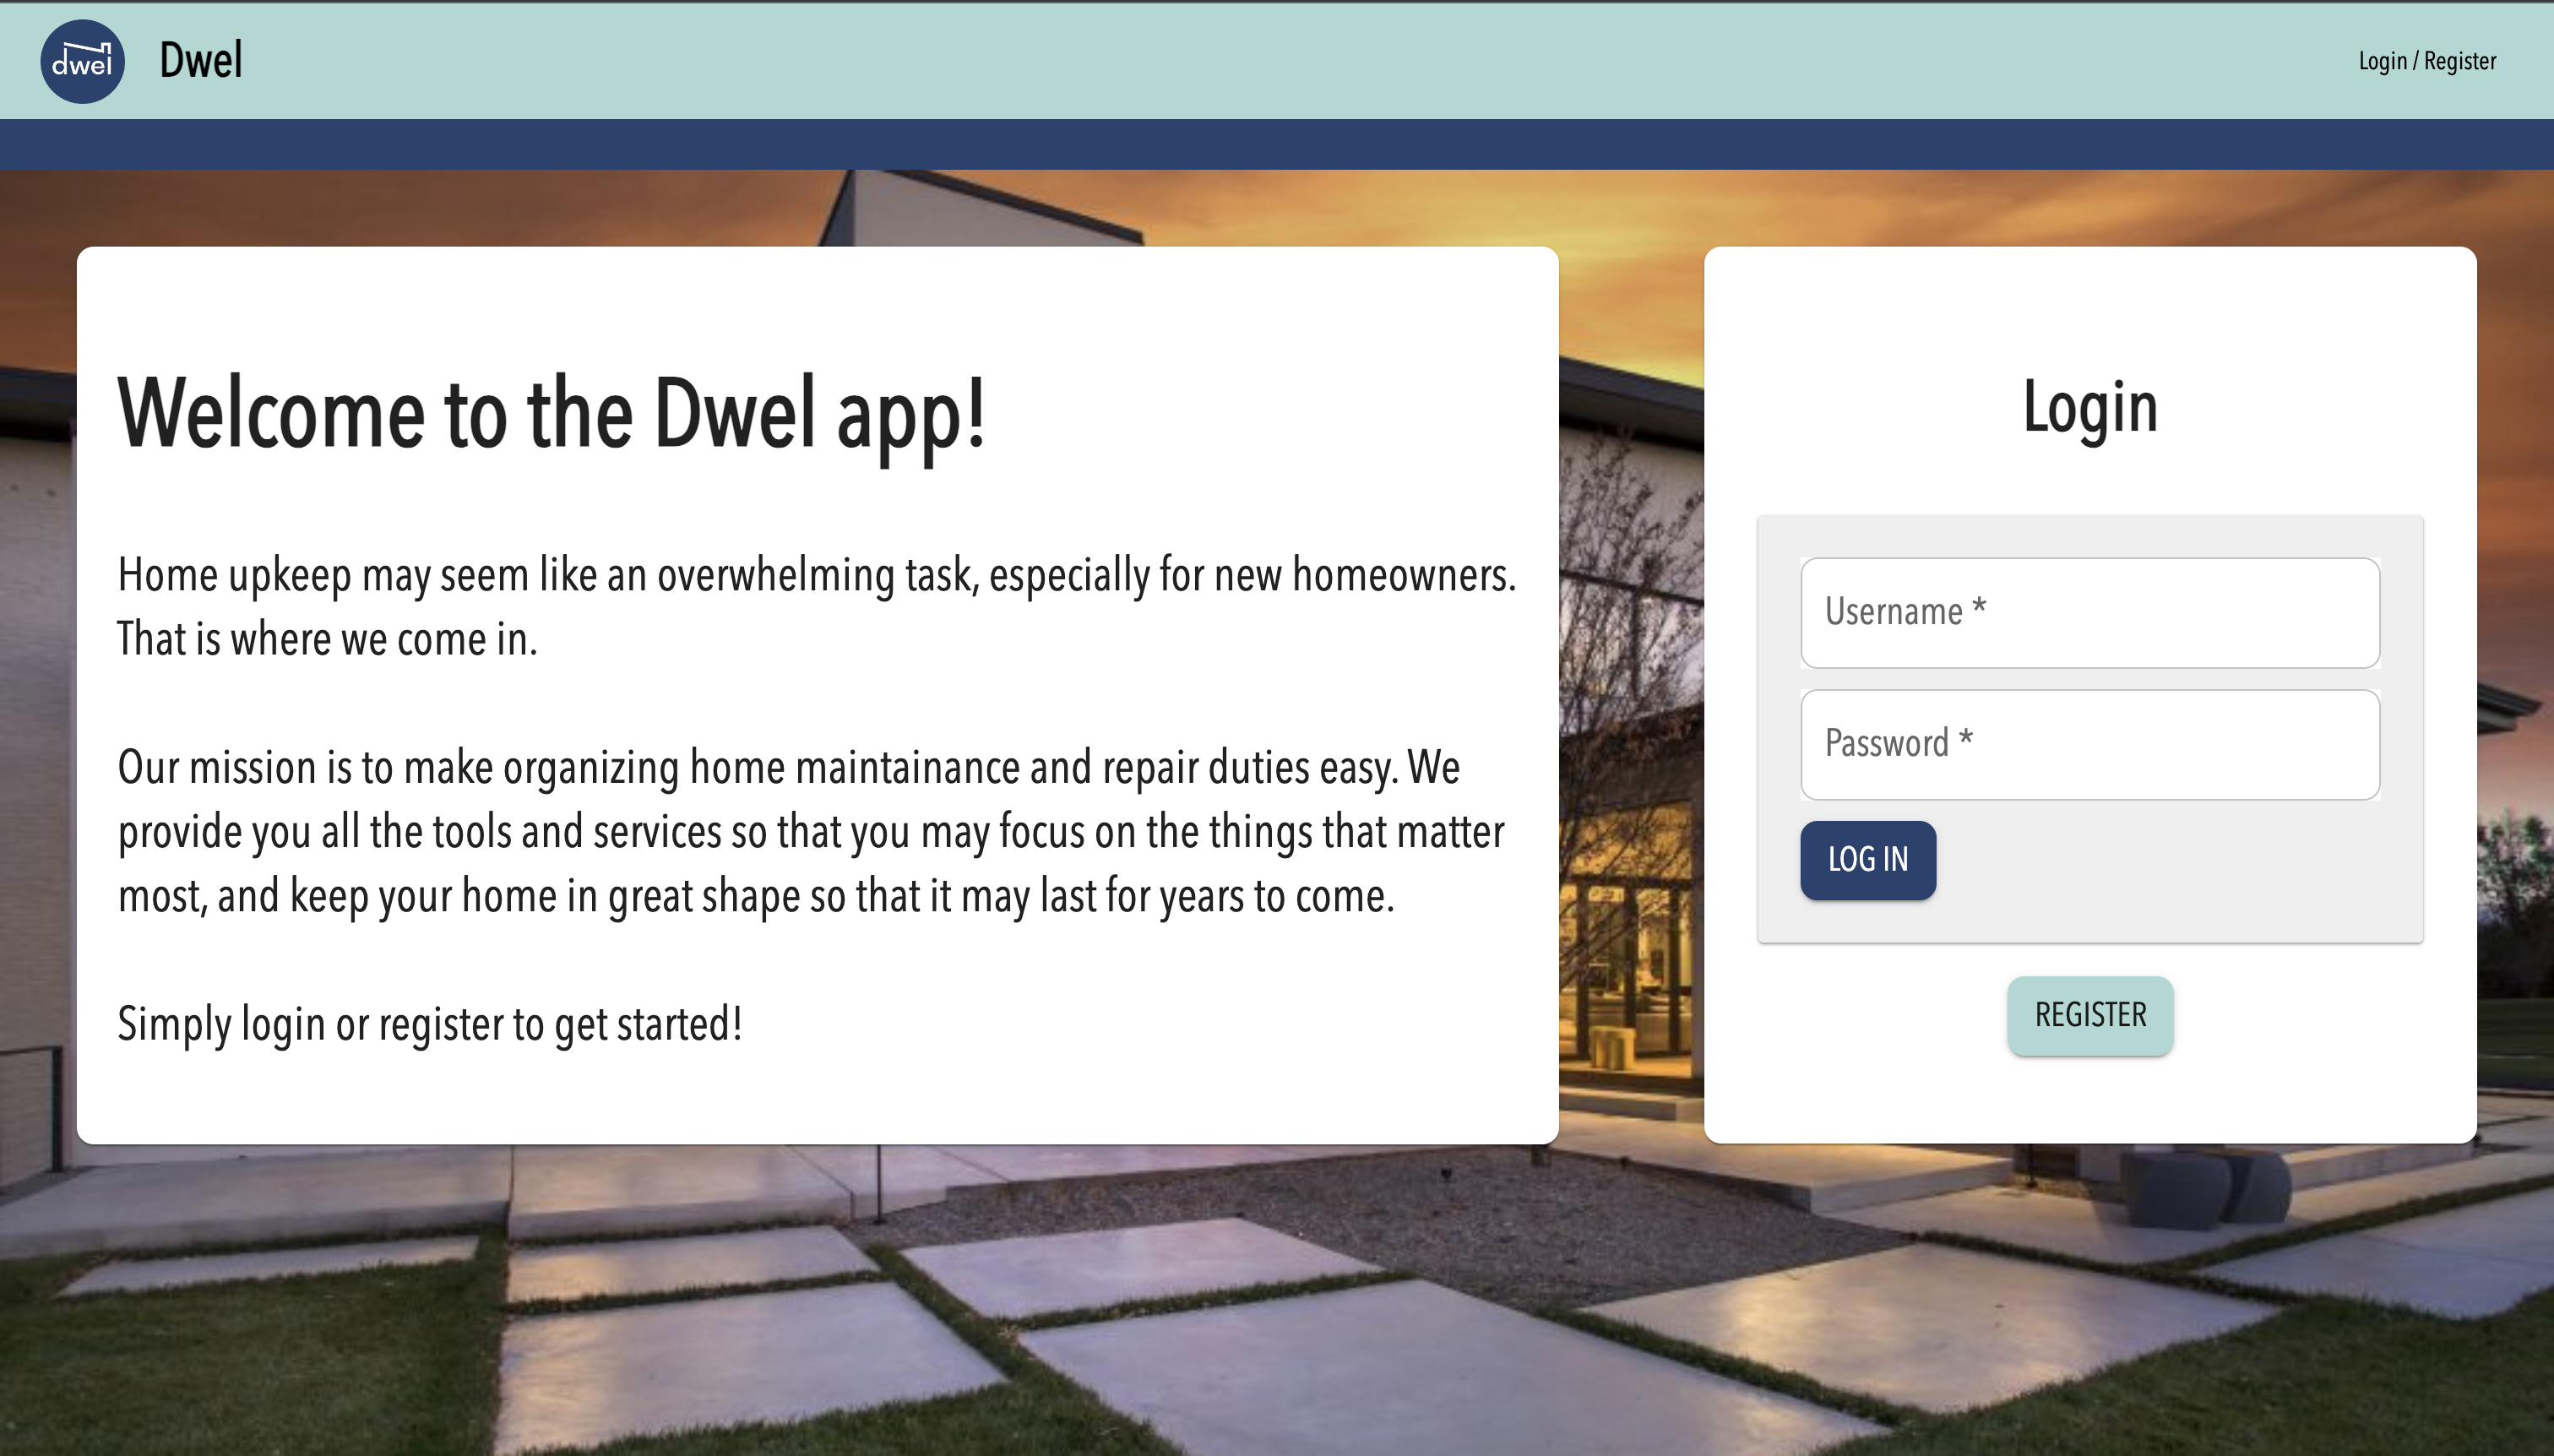 dwel
Dwel
Login / Register
Welcome to the Dwel app!
Home upkeep may seem like an overwhelming task, especially for new homeowners.
That is where we come in.
Our mission is to make organizing home maintainance and repair duties easy. We
provide you all the tools and services so that you may focus on the things that matter
most, and keep your home in great shape so that it may last for years to come.
Simply login or register to get started!
Login
Username *
Password *
LOG IN
REGISTER